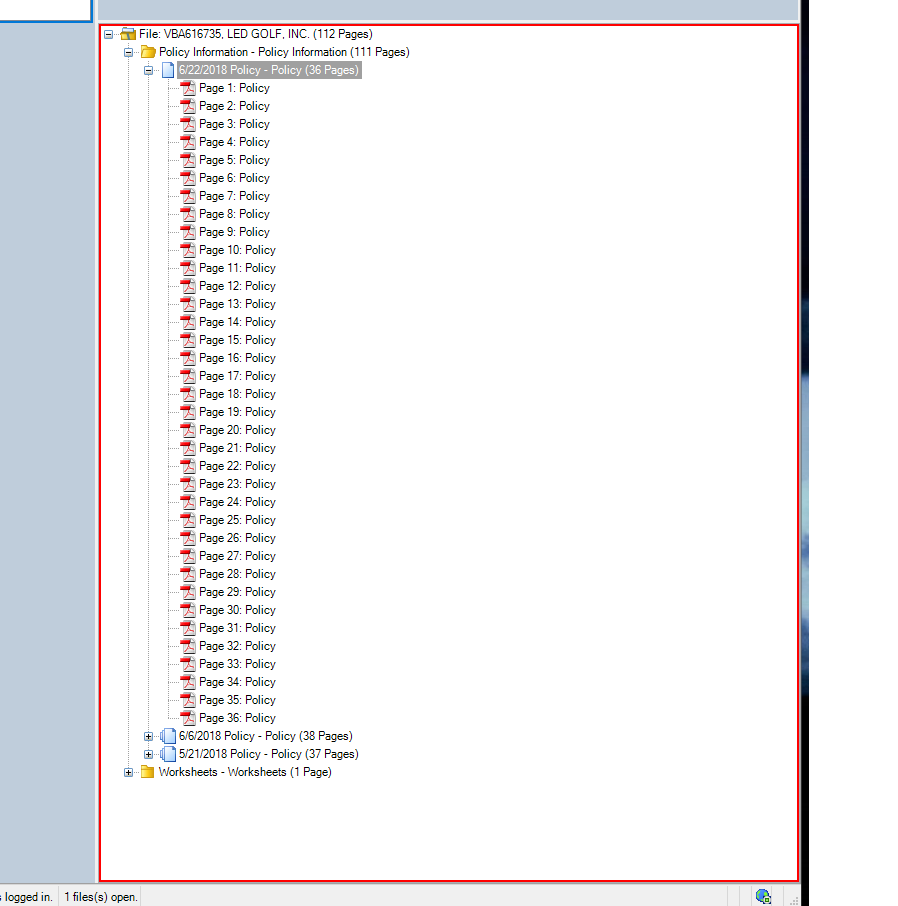 File: VBA616735, LED GOLF, INC. (112 Pages)
Policy Information - Policy Information (111 Pages)
6/22/2018 Policy - Policy (36 Pages)
Page 1: Policy
Page 2: Policy
Page 3: Policy
Page 4: Policy
Page 5: Policy
Page 6: Policy
Page 7: Policy
Page 8: Policy
Page 9: Policy
Page 10: Policy
Page 11: Policy
Page 12: Policy
Page 13: Policy
Page 14: Policy
Page 15: Policy
Page 16: Policy
Page 17: Policy
Page 18: Policy
Page 19: Policy
Page 20: Policy
Page 21: Policy
Page 22: Policy
Page 23: Policy
Page 24: Policy
Page 25: Policy
Page 26: Policy
Page 27: Policy
Page 28: Policy
Page 29: Policy
Page 30: Policy
Page 31: Policy
Page 32: Policy
Page 33: Policy
Page 34: Policy
Page 35: Policy
Page 36: Policy
6/6/2018 Policy - Policy (38 Pages)
5/21/2018 Policy - Policy (37 Pages)
Worksheets - Worksheets (1 Page)
logged in. 1 files(s) open.